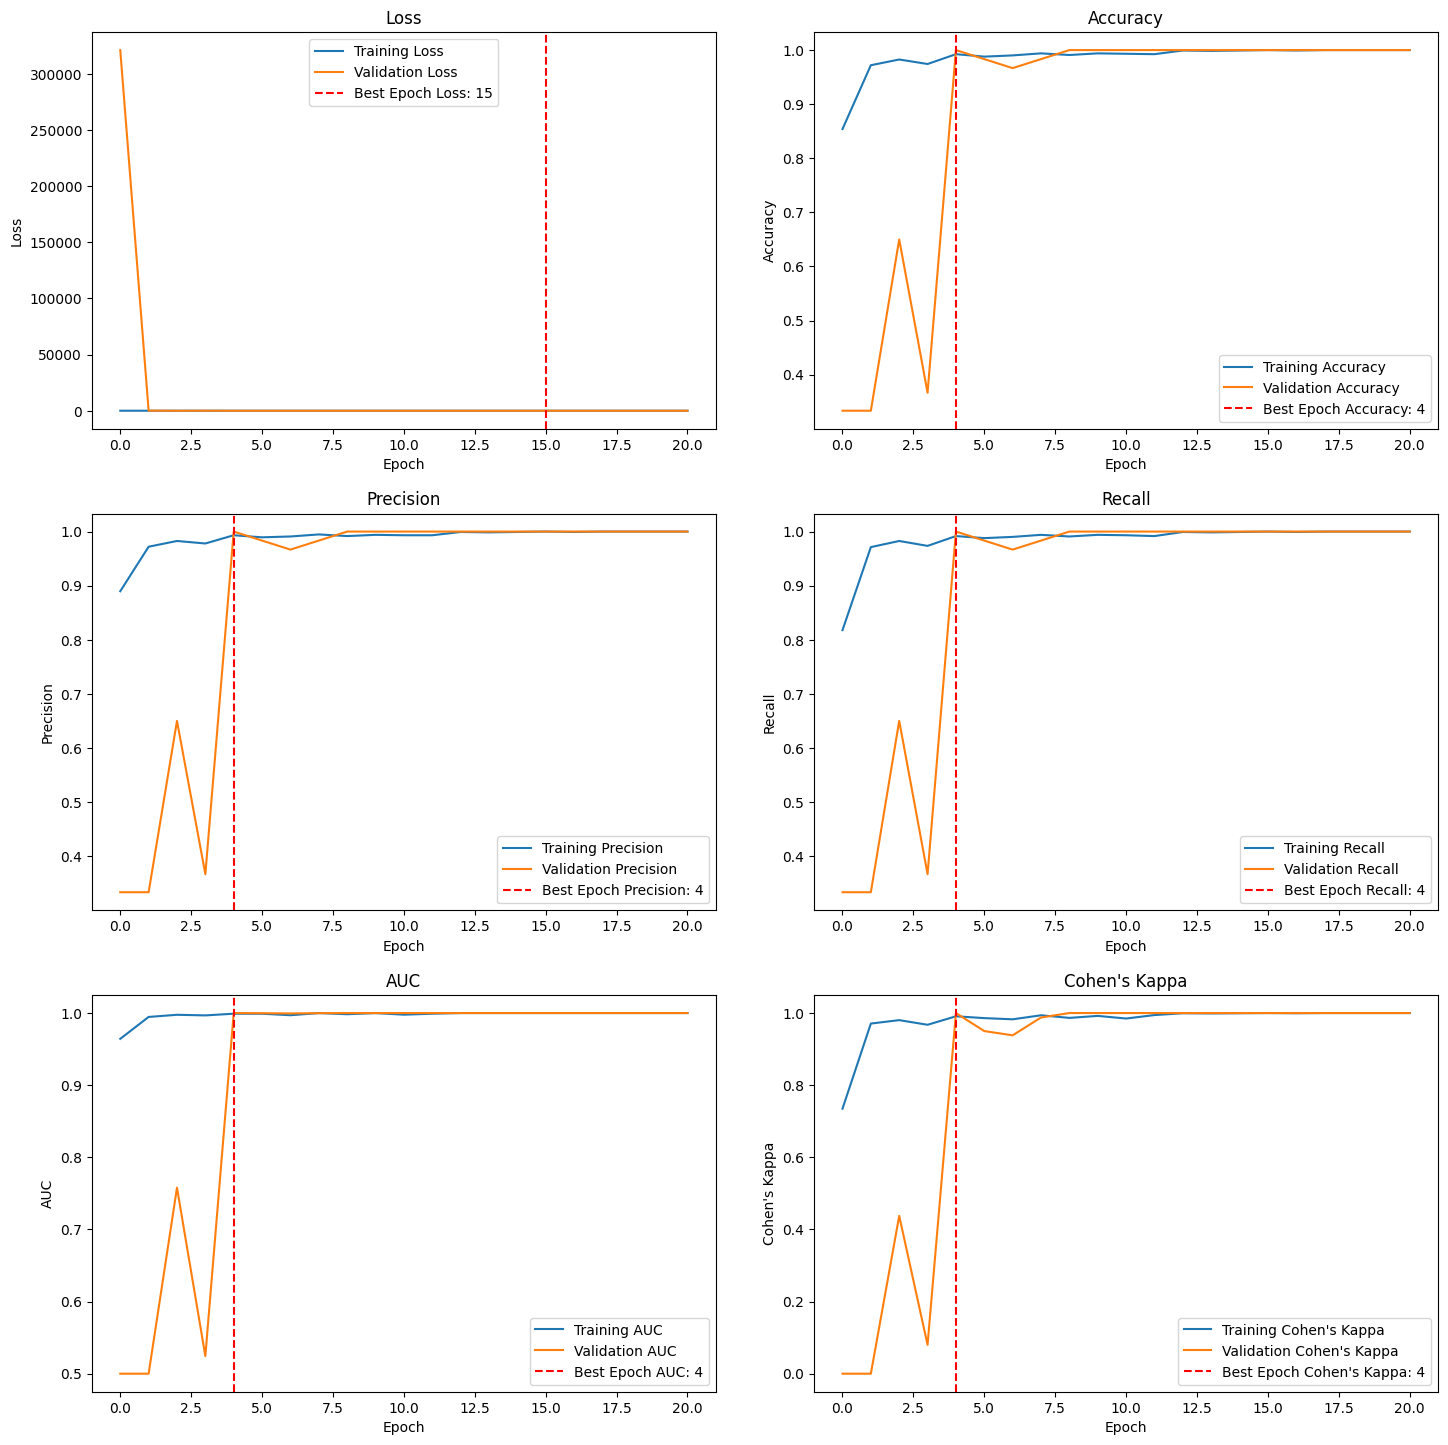 Loss
Training Loss
Validation Loss
Best Epoch Loss: 15
Loss
300000
250000
200000
150000
100000
50000
0
0.0 2.5 5.0 7.5 10.0 12.5 15.0 17.5 20.0
Epoch
Accuracy
Accuracy
1.0
0.9
0.8
0.7
0.6
0.5
0.4
Training Accuracy
Validation Accuracy
Best Epoch Accuracy: 4
0.0 2.5 5.0 7.5 10.0 12.5 15.0 17.5 20.0
Epoch
Precision
Precision
1.0
0.9
0.8
0.7
0.6
0.5
0.4
Training Precision
Validation Precision
Best Epoch Precision: 4
0.0 2.5 5.0 7.5 10.0 12.5 15.0 17.5 20.0
Epoch
Recall
Recall
1.0
0.9
0.8
0.7
0.6
0.5
0.4
Training Recall
Validation Recall
Best Epoch Recall: 4
0.0 2.5 5.0 7.5 10.0 12.5 15.0 17.5 20.0
Epoch
AUC
AUC
1.0
0.9
0.8
0.7
0.6
0.5
Training AUC
Validation AUC
Best Epoch AUC: 4
0.0 2.5 5.0 7.5 10.0 12.5 15.0 17.5 20.0
Epoch
Cohen's Kappa
Cohen's Kappa
1.0
0.8
0.6
0.4
0.2
0.0
Training Cohen's Kappa
Validation Cohen's Kappa
Best Epoch Cohen's Kappa: 4
0.0 2.5 5.0 7.5 10.0 12.5 15.0 17.5 20.0
Epoch